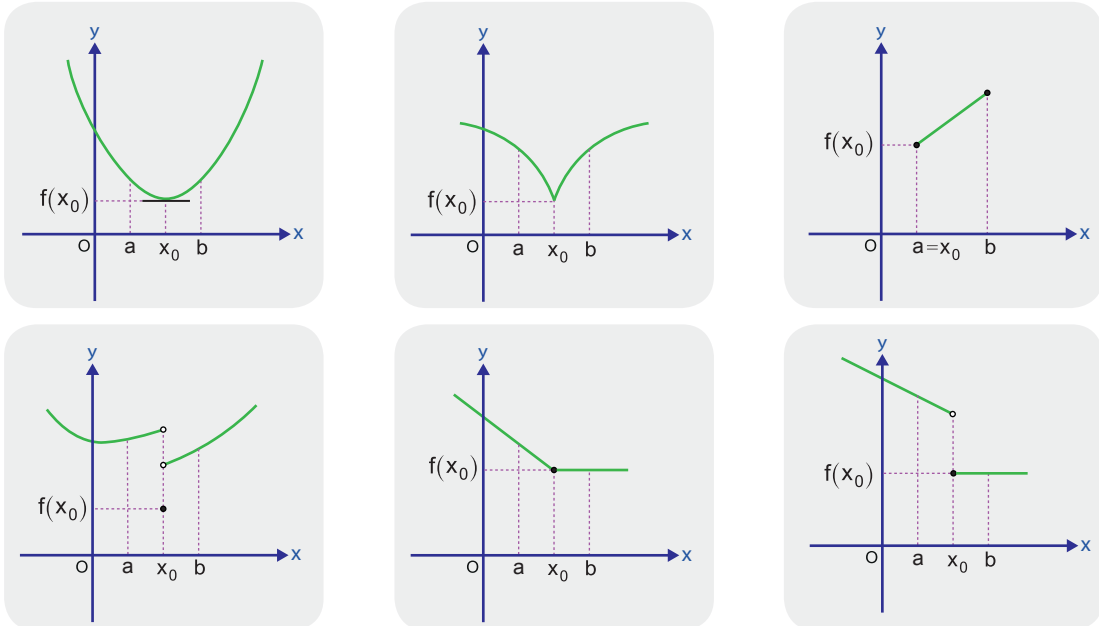 y
f(x₀)
O a x₀ b x
y
f(x₀)
O a x₀ b x
y
f(x₀)
O a=x₀ b x
y
f(x₀)
O a x₀ b x
y
f(x₀)
O a x₀ b x
y
f(x₀)
O a x₀ b x